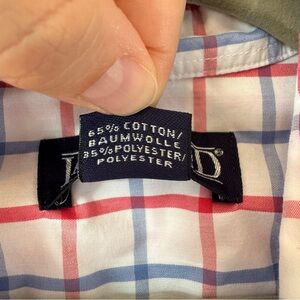 65% COTTON/
BAUMWOLLE
35% POLYESTER/
POLYESTER